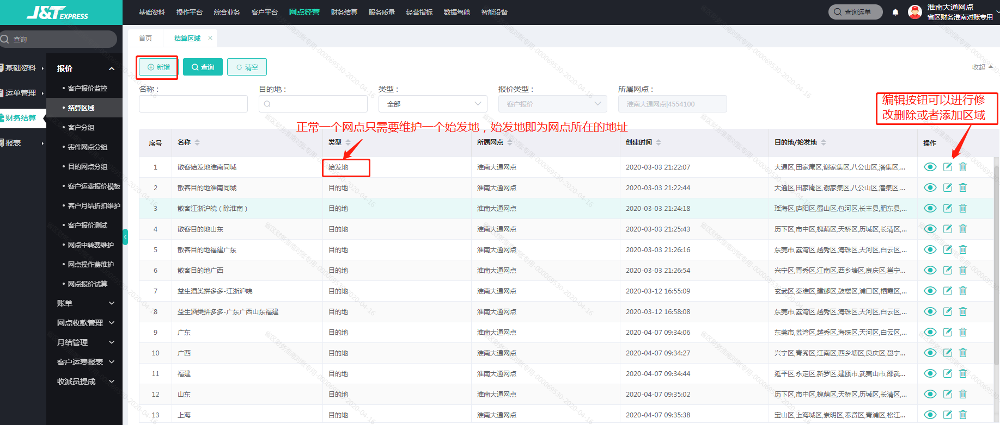 J&T EXPRESS
基础资料 操作平台 综合业务 客户平台 网点经营 财务结算 服务质量 经营指标 数据驾舱 智能设备
查询运单
淮南大通网点
省区财务淮南对账专用
查询
首页 结算区域 ×
基础资料
运单管理
财务结算
报表
报价
客户报价监控
结算区域
客户分组
寄件网点分组
目的网点分组
客户运费报价模板
客户月结折扣维护
客户报价测试
网点中转费维护
网点操作费维护
网点报价试算
账单
网点收款管理
月结管理
客户运费报表
收派员提成
新增 查询 清空
收起
名称： 目的地： 类型： 报价类型： 所属网点：
全部 客户报价 淮南大通网点|4554100
编辑按钮可以进行修
改删除或者添加区域
正常一个网点只需要维护一个始发地，始发地即为网点所在的地址
序号 名称 类型 所属网点 创建时间 目的地/始发地 操作
1 散客始发地淮南同城 始发地 淮南大通网点 2020-03-03 21:22:07 大通区,田家庵区,谢家集区,八公山区,潘集区,...
2 散客目的地淮南同城 目的地 淮南大通网点 2020-03-03 21:22:44 大通区,田家庵区,谢家集区,八公山区,潘集区,...
3 散客江浙沪皖（除淮南） 目的地 淮南大通网点 2020-03-03 21:24:18 瑶海区,庐阳区,蜀山区,包河区,长丰县,肥东县,...
4 散客目的地山东 目的地 淮南大通网点 2020-03-03 21:25:43 历下区,市中区,槐荫区,天桥区,历城区,长清区,...
5 散客目的地福建广东 目的地 淮南大通网点 2020-03-03 21:26:16 东莞市,荔湾区,越秀区,海珠区,天河区,白云区,...
6 散客目的地广西 目的地 淮南大通网点 2020-03-03 21:26:54 兴宁区,青秀区,江南区,西乡塘区,良庆区,邕宁...
7 益生酒类拼多多-江浙沪皖 目的地 淮南大通网点 2020-03-12 16:55:09 玄武区,秦淮区,建邺区,鼓楼区,浦口区,栖霞区,...
8 益生酒类拼多多-广东广西山东福建 目的地 淮南大通网点 2020-03-12 16:58:08 东莞市,荔湾区,越秀区,海珠区,天河区,白云区,...
9 广东 目的地 淮南大通网点 2020-04-07 09:34:06 东莞市,荔湾区,越秀区,海珠区,天河区,白云区,...
10 广西 目的地 淮南大通网点 2020-04-07 09:34:27 兴宁区,青秀区,江南区,西乡塘区,良庆区,邕宁...
11 福建 目的地 淮南大通网点 2020-04-07 09:34:44 延平区,永定区,新罗区,建瓯市,武夷山市,邵武...
12 山东 目的地 淮南大通网点 2020-04-07 09:35:02 历下区,市中区,槐荫区,天桥区,历城区,长清区,...
13 上海 目的地 淮南大通网点 2020-04-07 09:35:38 宝山区,上海城区,崇明区,奉贤区,青浦区,松江...
省区财务淮南对账专用-000069530-2020-04-16